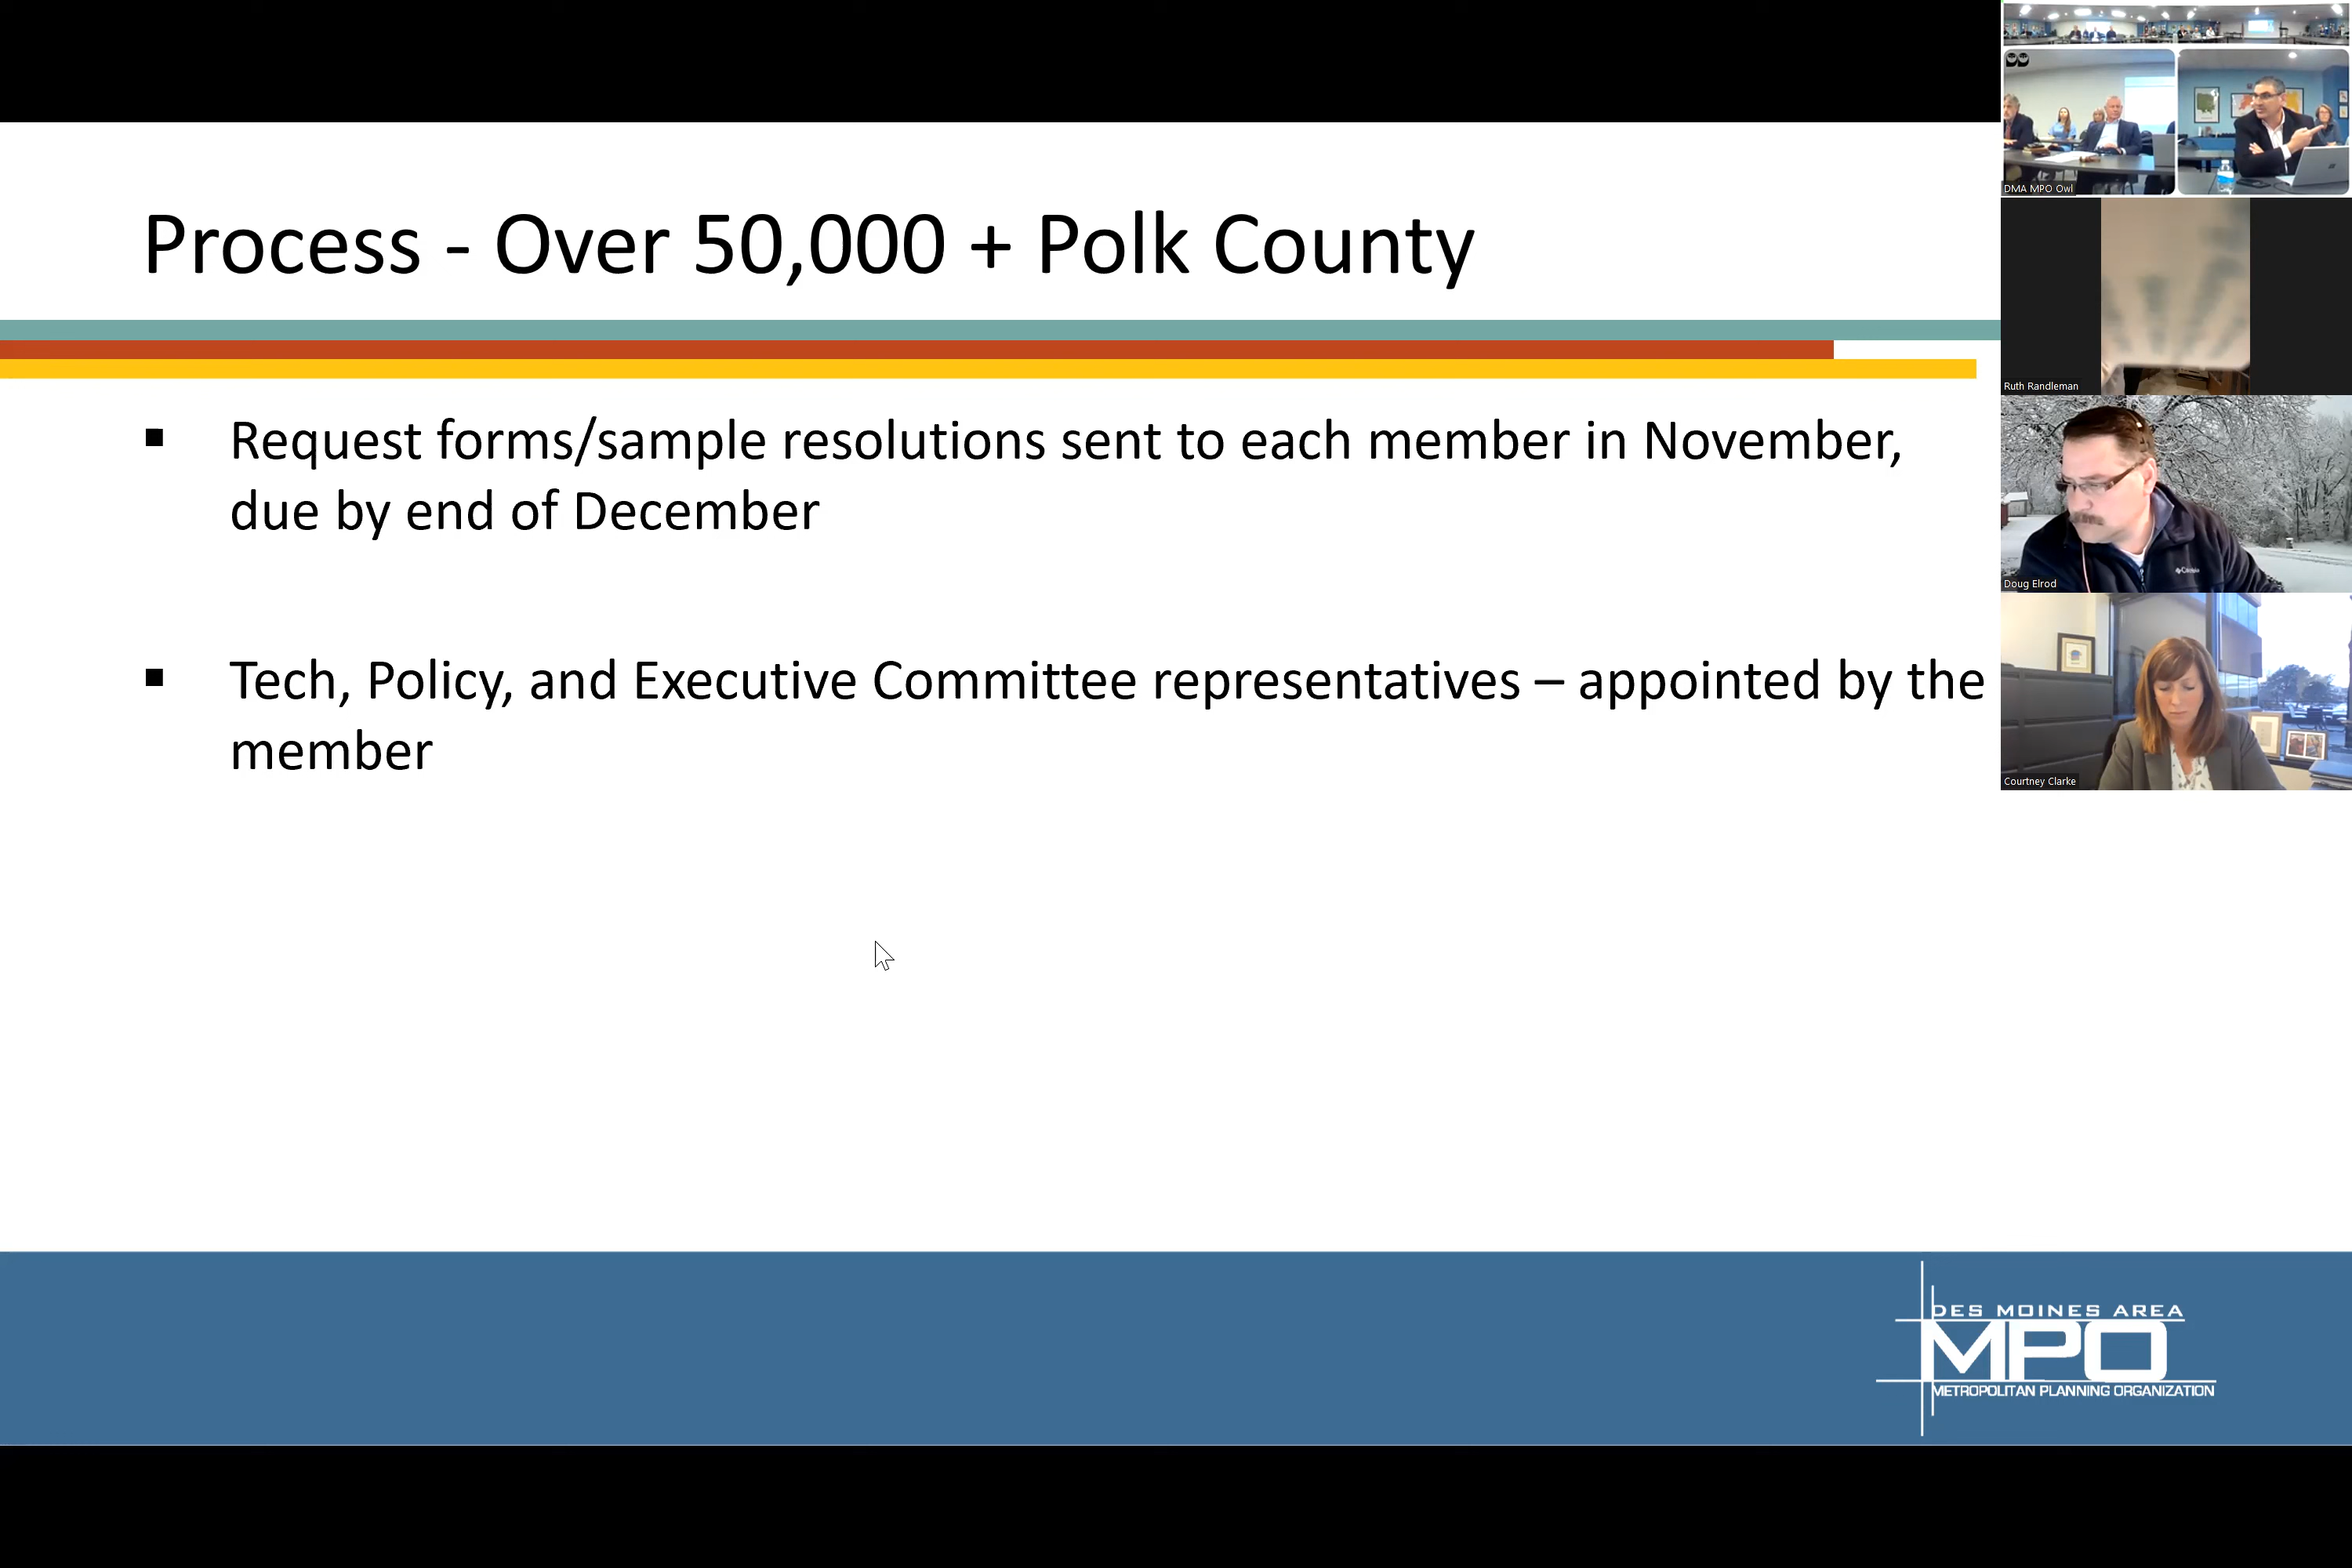 Process - Over 50,000 + Polk County
▪ Request forms/sample resolutions sent to each member in November,
due by end of December
▪ Tech, Policy, and Executive Committee representatives – appointed by the
member
DES MOINES AREA
MPO
METROPOLITAN PLANNING ORGANIZATION
DMA MPO Owl
Ruth Randleman
Doug Elrod
Columbia
Courtney Clarke